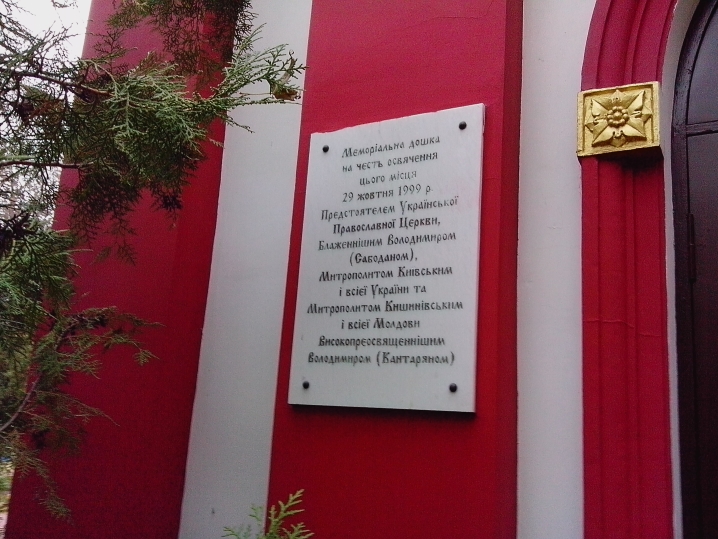 Меморіальна дошка
на честь освячення
цього місця
29 жовтня 1999 р
Предстоятелем Української
Православної Церкви,
Блаженнішим Володимиром
(Сабоданом),
Митрополитом Київським
і всієї України та
Митрополитом Кишинівським
і всієї Молдови
Високопреосвященнішим
Володимиром (Кантаряном)